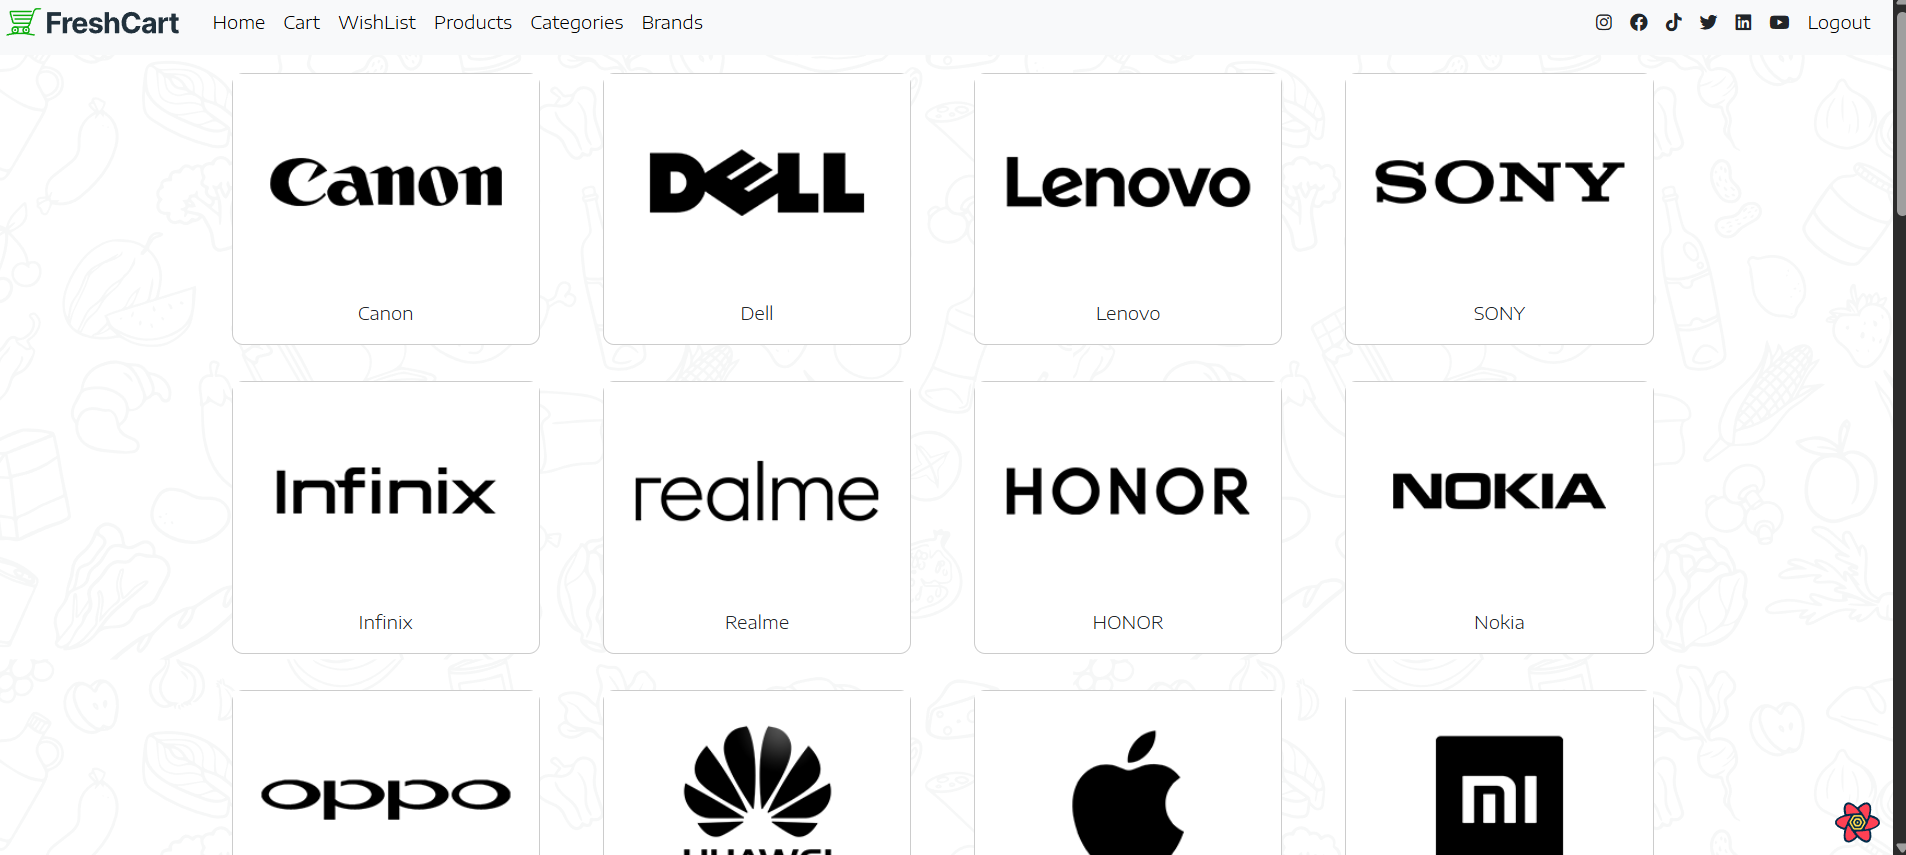 FreshCart Home Cart WishList Products Categories Brands Logout
Canon DELL Lenovo SONY
Canon Dell Lenovo SONY
Infinix realme HONOR NOKIA
Infinix Realme HONOR Nokia
oppo mi
HUAWEI